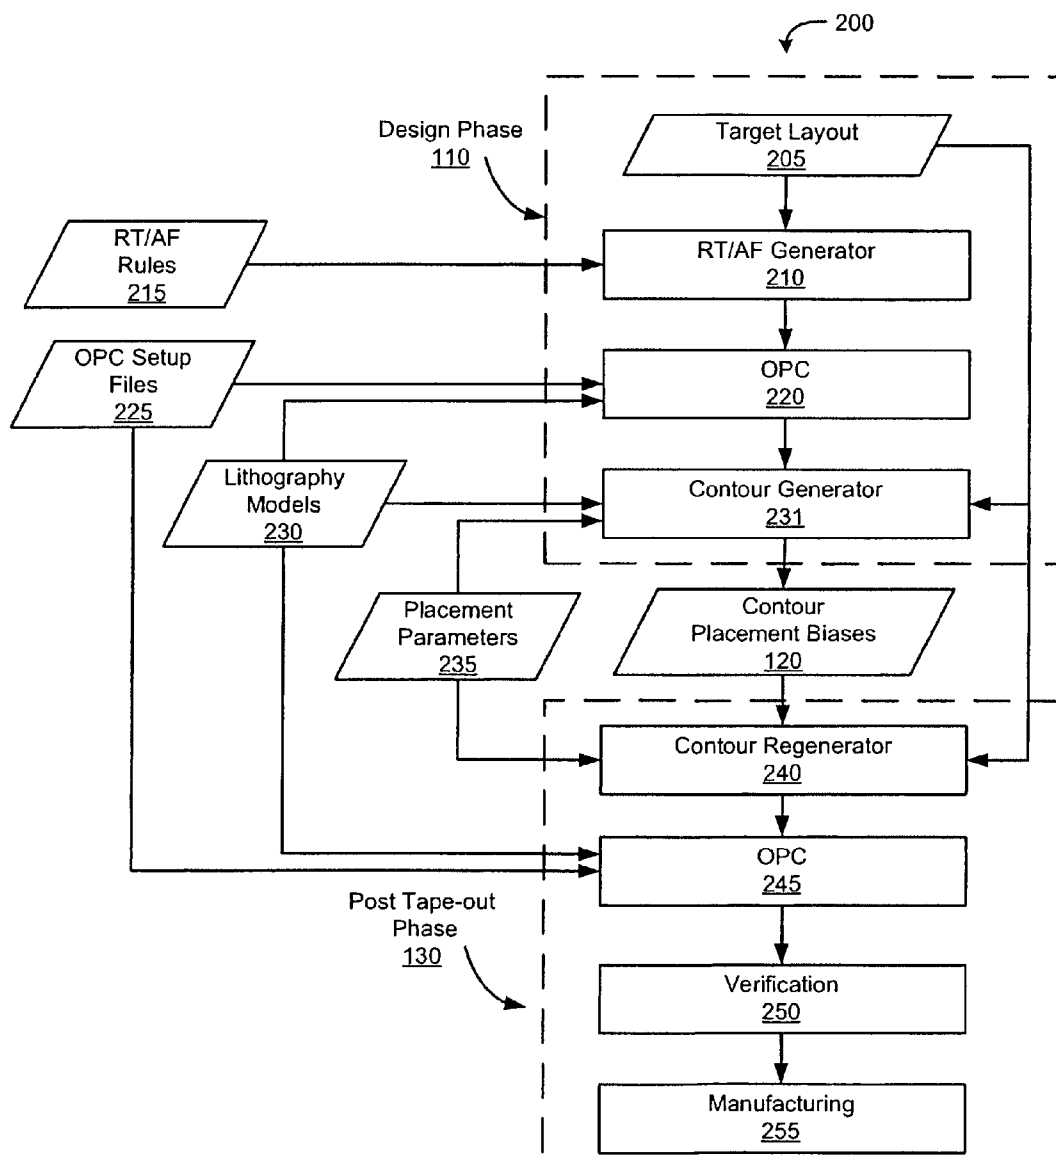 200
Design Phase
110
Target Layout
205
RT/AF
Rules
215
RT/AF Generator
210
OPC Setup
Files
225
OPC
220
Lithography
Models
230
Contour Generator
231
Placement
Parameters
235
Contour
Placement Biases
120
Contour Regenerator
240
OPC
245
Post Tape-out
Phase
130
Verification
250
Manufacturing
255